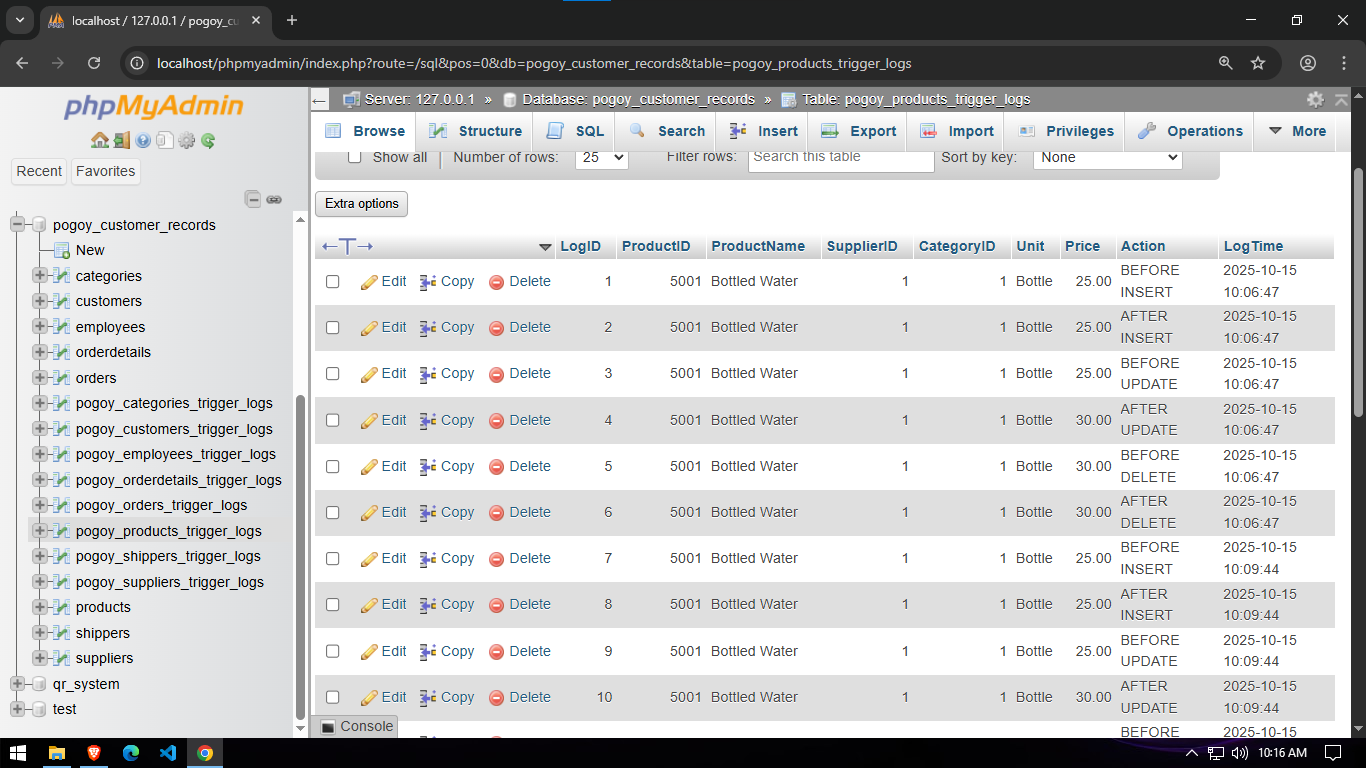 localhost / 127.0.0.1 / pogoy_cu
localhost/phpmyadmin/index.php?route=/sql&pos=0&db=pogoy_customer_records&table=pogoy_products_trigger_logs
phpMyAdmin
Recent Favorites
pogoy_customer_records
New
categories
customers
employees
orderdetails
orders
pogoy_categories_trigger_logs
pogoy_customers_trigger_logs
pogoy_employees_trigger_logs
pogoy_orderdetails_trigger_logs
pogoy_orders_trigger_logs
pogoy_products_trigger_logs
pogoy_shippers_trigger_logs
pogoy_suppliers_trigger_logs
products
shippers
suppliers
qr_system
test
Server: 127.0.0.1 » Database: pogoy_customer_records » Table: pogoy_products_trigger_logs
Browse Structure SQL Search Insert Export Import Privileges Operations More
Show all Number of rows: 25 Filter rows: Search this table Sort by key: None
Extra options
←T→ LogID ProductID ProductName SupplierID CategoryID Unit Price Action LogTime
Edit Copy Delete 1 5001 Bottled Water 1 1 Bottle 25.00 BEFORE INSERT 2025-10-15 10:06:47
Edit Copy Delete 2 5001 Bottled Water 1 1 Bottle 25.00 AFTER INSERT 2025-10-15 10:06:47
Edit Copy Delete 3 5001 Bottled Water 1 1 Bottle 25.00 BEFORE UPDATE 2025-10-15 10:06:47
Edit Copy Delete 4 5001 Bottled Water 1 1 Bottle 30.00 AFTER UPDATE 2025-10-15 10:06:47
Edit Copy Delete 5 5001 Bottled Water 1 1 Bottle 30.00 BEFORE DELETE 2025-10-15 10:06:47
Edit Copy Delete 6 5001 Bottled Water 1 1 Bottle 30.00 AFTER DELETE 2025-10-15 10:06:47
Edit Copy Delete 7 5001 Bottled Water 1 1 Bottle 25.00 BEFORE INSERT 2025-10-15 10:09:44
Edit Copy Delete 8 5001 Bottled Water 1 1 Bottle 25.00 AFTER INSERT 2025-10-15 10:09:44
Edit Copy Delete 9 5001 Bottled Water 1 1 Bottle 25.00 BEFORE UPDATE 2025-10-15 10:09:44
Edit Copy Delete 10 5001 Bottled Water 1 1 Bottle 30.00 AFTER UPDATE 2025-10-15 10:09:44
BEFORE 2025-10-15
Console
10:16 AM